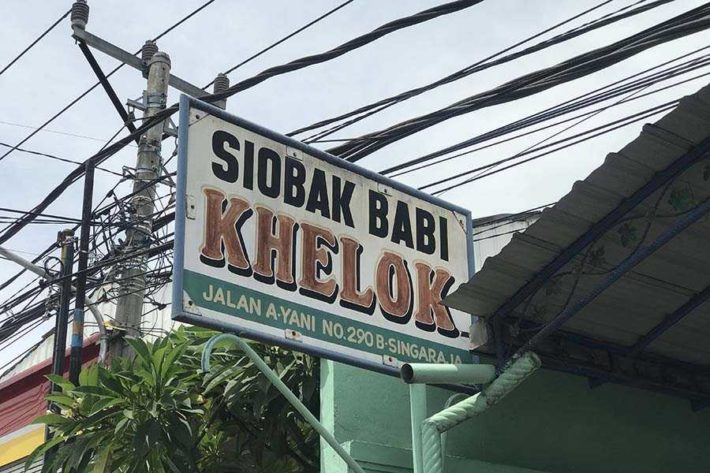 SIOBAK BABI
KHELOK
JALAN A·YANI NO.290 B·SINGARAJA